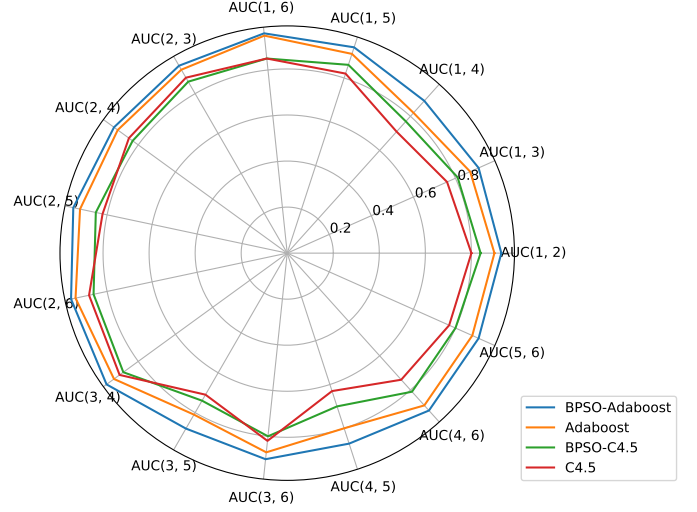 AUC(1, 6)
AUC(1, 5)
AUC(2, 3)
AUC(1, 4)
AUC(2, 4)
AUC(1, 3)
0.8
0.6
0.4
0.2
AUC(2, 5)
AUC(1, 2)
AUC(2, 6)
AUC(5, 6)
AUC(3, 4)
AUC(4, 6)
AUC(3, 5)
AUC(4, 5)
AUC(3, 6)
BPSO-Adaboost
Adaboost
BPSO-C4.5
C4.5